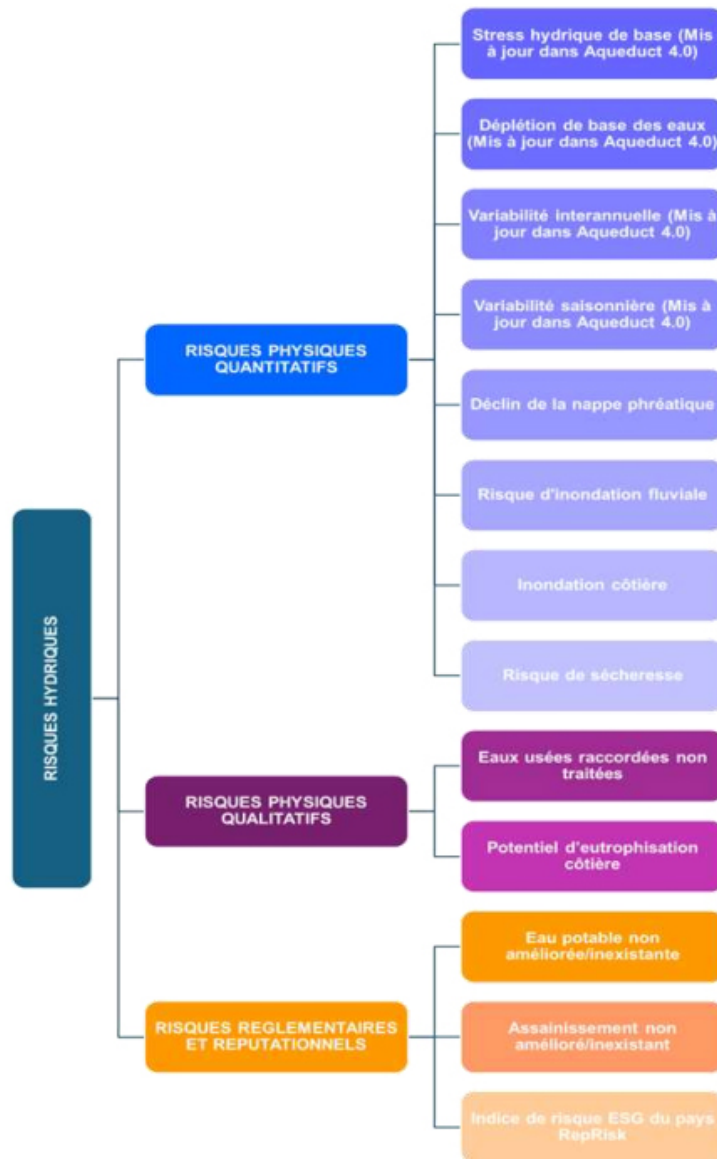 RISQUES HYDRIQUES
RISQUES PHYSIQUES
QUANTITATIFS
Stress hydrique de base (Mis
à jour dans Aqueduct 4.0)
Déplétion de base des eaux
(Mis à jour dans Aqueduct 4.0)
Variabilité interannuelle (Mis à
jour dans Aqueduct 4.0)
Variabilité saisonnière (Mis à
jour dans Aqueduct 4.0)
Déclin de la nappe phréatique
Risque d'inondation fluviale
Inondation côtière
Risque de sécheresse
RISQUES PHYSIQUES
QUALITATIFS
Eaux usées raccordées non
traitées
Potentiel d'eutrophisation
côtière
RISQUES REGLEMENTAIRES
ET REPUTATIONNELS
Eau potable non
améliorée/inexistante
Assainissement non
amélioré/inexistant
Indice de risque ESG du pays
RepRisk